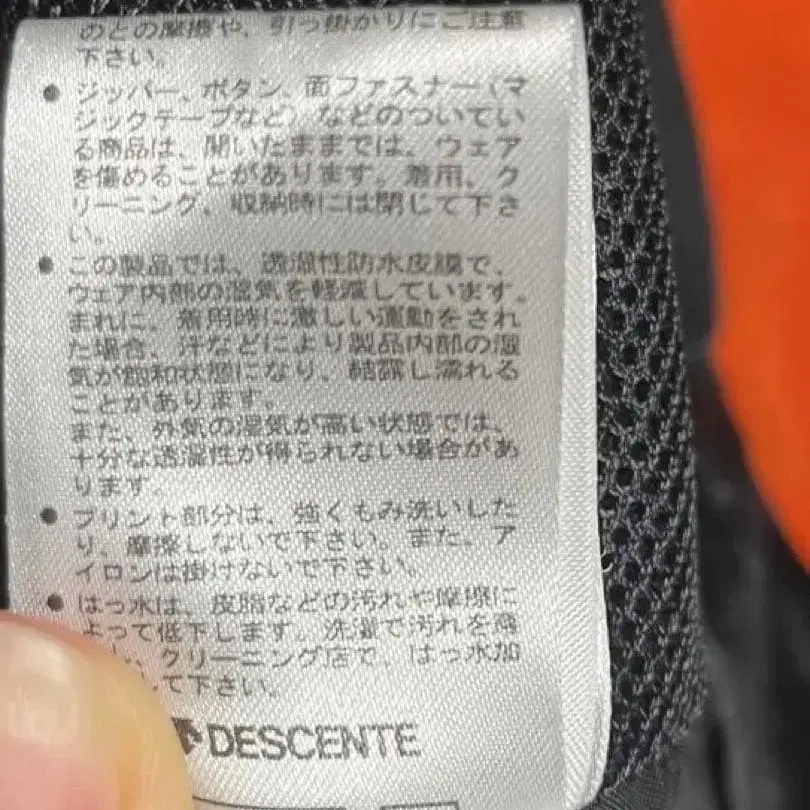 めとの摩擦や、引っ掛かりにご注意
下さい。
● ジッパー、ボタン、面ファスナー(マ
ジックテープなど)などのついてい
る商品は、開いたままでは、ウェア
を傷めることがあります。着用、ク
リーニング、収納時には閉じて下さ
い。
● この製品では、透湿性防水皮膜で、
ウェア内部の湿気を軽減しています。
まれに、着用時に激しい運動をされ
た場合、汗などにより製品内部の湿
気が飽和状態になり、結露し濡れる
ことがあります。
また、外気の湿気が高い状態では、
十分な透湿性が得られない場合があ
ります。
● プリント部分は、強くもみ洗いした
り、摩擦しないで下さい。また、ア
イロンは掛けないで下さい。
● はっ水は、皮脂などの汚れや摩擦に
よって低下します。洗濯で汚れを落
し、クリーニング店で、はっ水加
して下さい。
DESCENTE